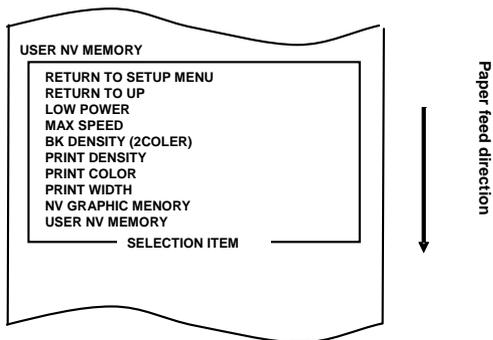 USER NV MEMORY
RETURN TO SETUP MENU
RETURN TO UP
LOW POWER
MAX SPEED
BK DENSITY (2COLER)
PRINT DENSITY
PRINT COLOR
PRINT WIDTH
NV GRAPHIC MENORY
USER NV MEMORY
SELECTION ITEM
Paper feed direction